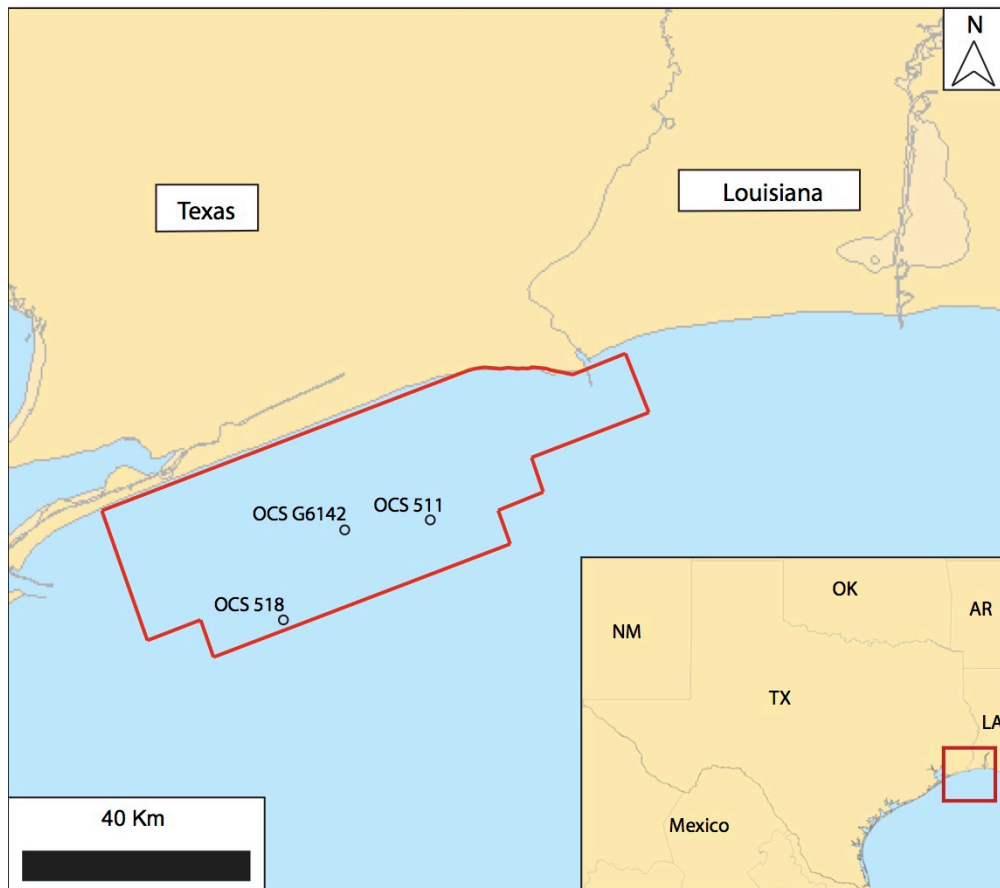 N
Texas
Louisiana
OCS G6142
OCS 511
OCS 518
40 Km
NM
OK
AR
TX
LA
Mexico